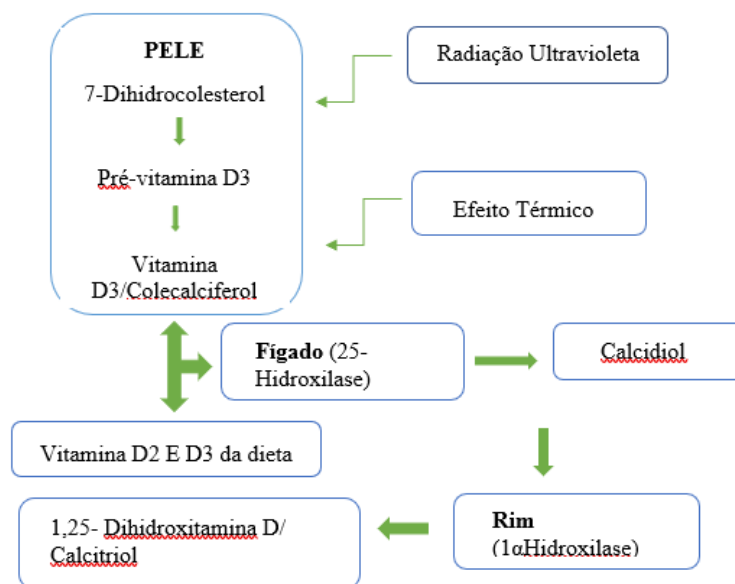 PELE
7-Dihidrocolesterol
Radiação Ultravioleta
Pré-vitamina D3
Efeito Térmico
Vitamina
D3/Colecalciferol
Fígado (25-
Hidroxilase)
Calcidiol
Vitamina D2 E D3 da dieta
Rim
(1αHidroxilase)
1,25- Dihidroxitamina D/
Calcitriol